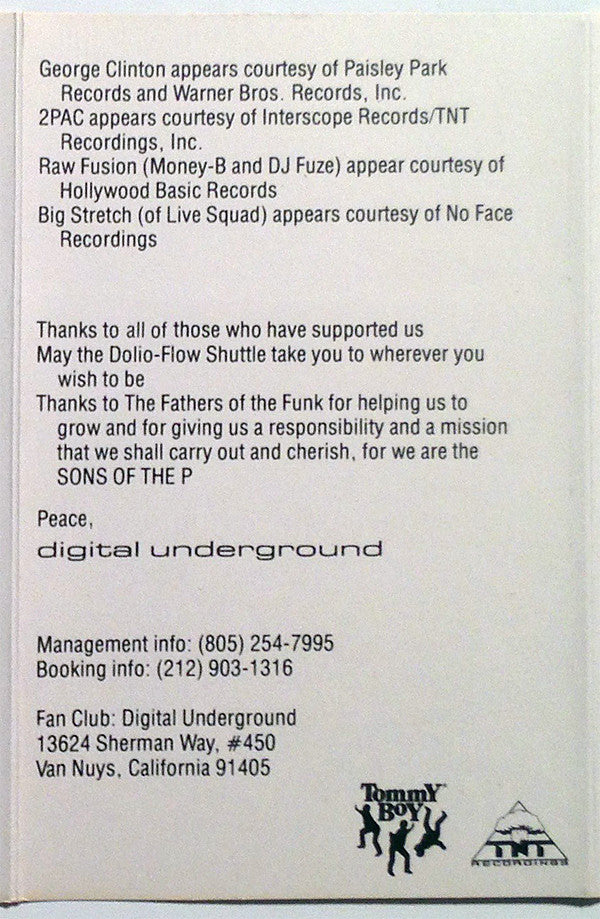 George Clinton appears courtesy of Paisley Park
Records and Warner Bros. Records, Inc.
2PAC appears courtesy of Interscope Records/TNT
Recordings, Inc.
Raw Fusion (Money-B and DJ Fuze) appear courtesy of
Hollywood Basic Records
Big Stretch (of Live Squad) appears courtesy of No Face
Recordings
Thanks to all of those who have supported us
May the Dolio-Flow Shuttle take you to wherever you
wish to be
Thanks to The Fathers of the Funk for helping us to
grow and for giving us a responsibility and a mission
that we shall carry out and cherish, for we are the
SONS OF THE P
Peace,
digital underground
Management info: (805) 254-7995
Booking info: (212) 903-1316
Fan Club: Digital Underground
13624 Sherman Way, #450
Van Nuys, California 91405
Tommy
Boy
TNT
RECORDINGS